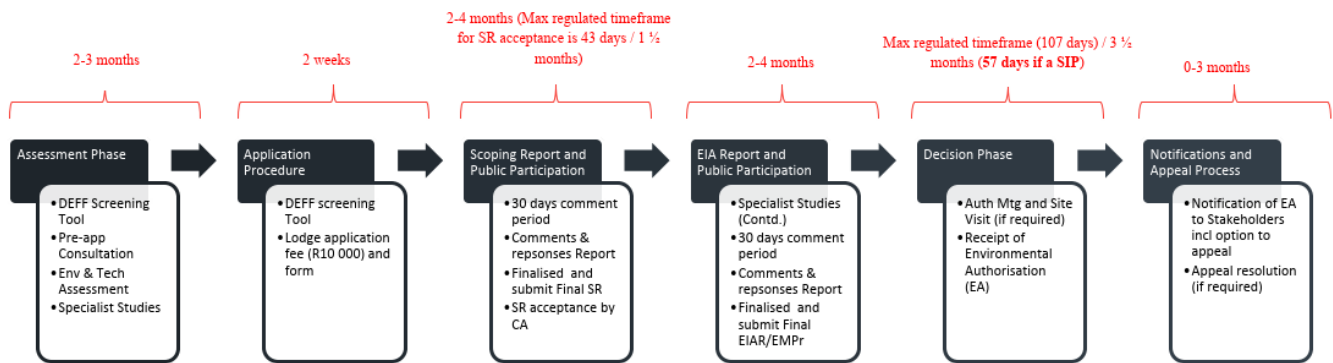 2-3 months
2 weeks
2-4 months (Max regulated timeframe
for SR acceptance is 43 days / 1 ½
months)
2-4 months
Max regulated timeframe (107 days) / 3 ½
months (57 days if a SIP)
0-3 months
Assessment Phase
• DEFF Screening
Tool
• Pre-app
Consultation
• Env & Tech
Assessment
• Specialist Studies
Application
Procedure
• DEFF screening
Tool
• Lodge application
fee (R10 000) and
form
Scoping Report and
Public Participation
• 30 days comment
period
• Comments &
repsonses Report
• Finalised and
submit Final SR
• SR acceptance by
CA
EIA Report and
Public Participation
• Specialist Studies
(Contd.)
• 30 days comment
period
• Comments &
repsonses Report
• Finalised and
submit Final
EIAR/EMPr
Decision Phase
• Auth Mtg and Site
Visit (if required)
• Receipt of
Environmental
Authorisation
(EA)
Notifications and
Appeal Process
• Notification of EA
to Stakeholders
incl option to
appeal
• Appeal resolution
(if required)